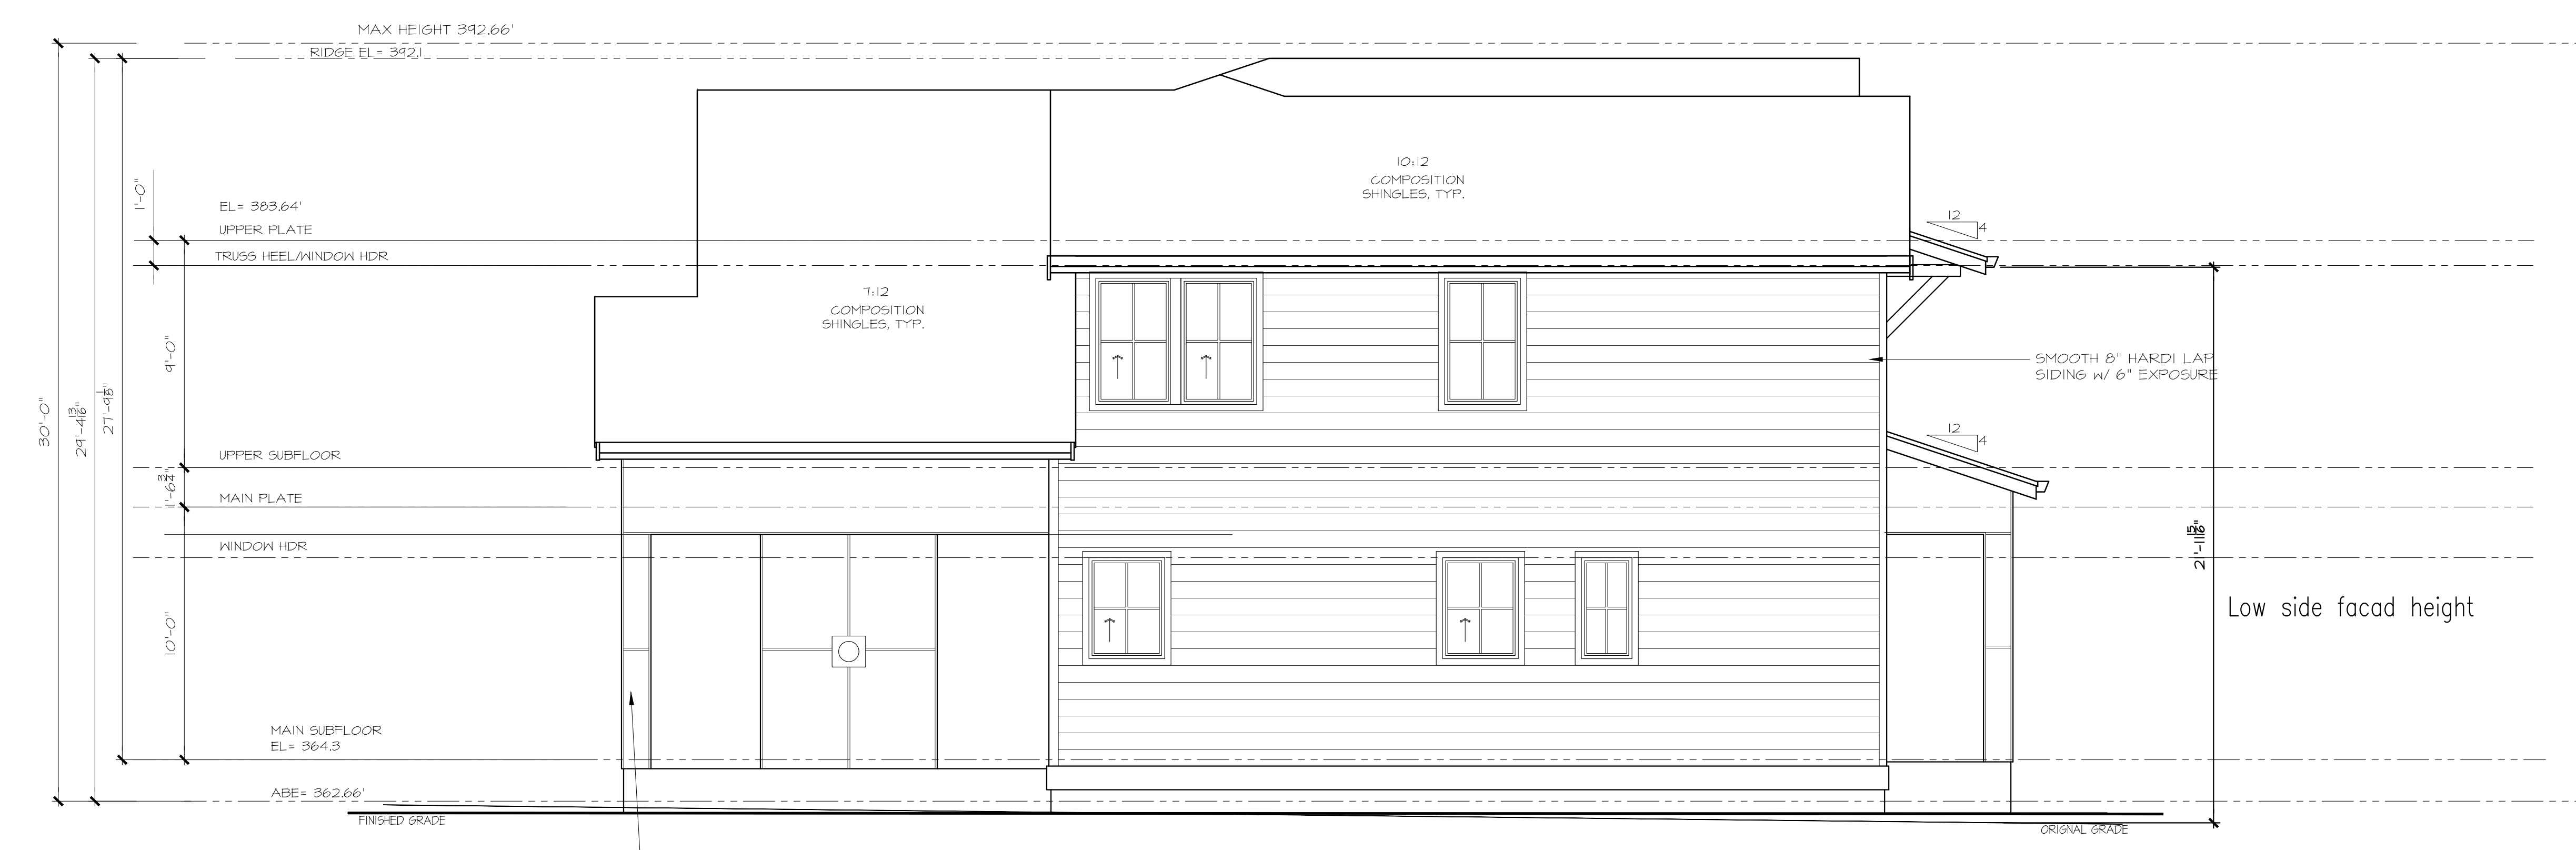 MAX HEIGHT 392.66'
RIDGE EL= 392.1
10:12
COMPOSITION
SHINGLES, TYP.
1'-0"
EL= 383.64'
UPPER PLATE
TRUSS HEEL/WINDOW HDR
12
4
7:12
COMPOSITION
SHINGLES, TYP.
9'-0"
SMOOTH 8" HARDI LAP
SIDING w/ 6" EXPOSURE
30'-0"
29'-4 13/16"
27'-9 1/8"
UPPER SUBFLOOR
12
4
1'-6 3/4"
MAIN PLATE
WINDOW HDR
21'-11 15/16"
10'-0"
Low side facad height
MAIN SUBFLOOR
EL= 364.3
ABE= 362.66'
FINISHED GRADE
ORIGNAL GRADE